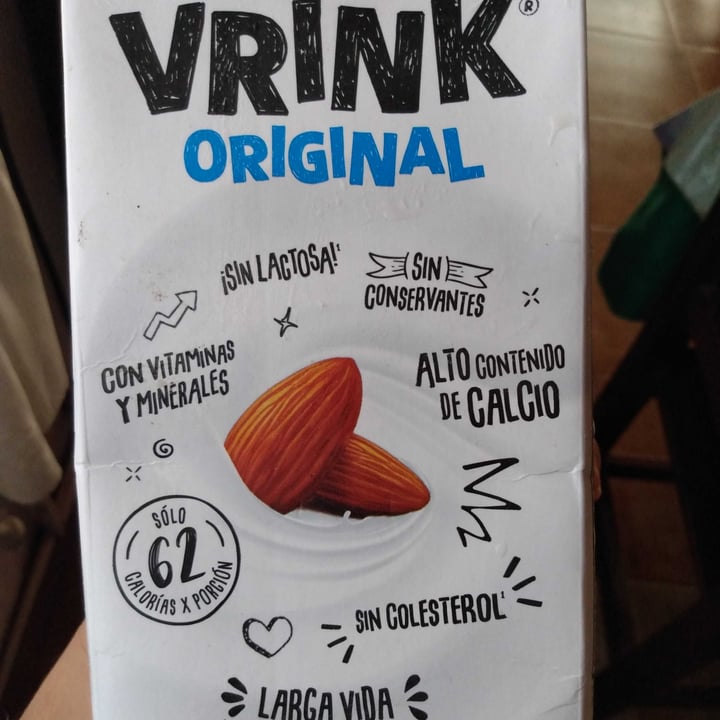 VRINK®
ORIGINAL
¡SIN LACTOSA!¹
SIN
CONSERVANTES
CON VITAMINAS
Y MINERALES
ALTO CONTENIDO
DE CALCIO
SÓLO
62
CALORÍAS X PORCIÓN
SIN COLESTEROL¹
LARGA VIDA